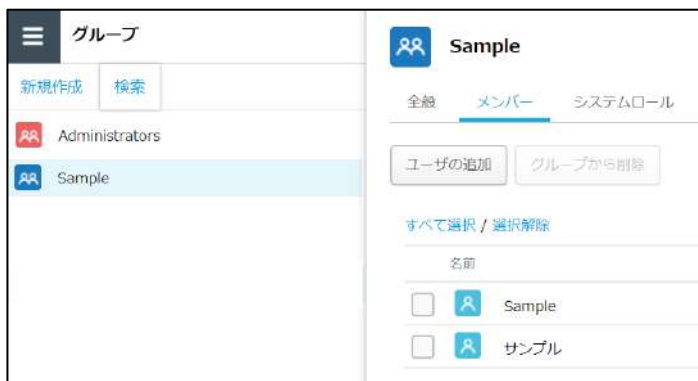 グループ
新規作成 検索
Administrators
Sample
Sample
全般 メンバー システムロール
ユーザの追加 グループから削除
すべて選択 / 選択解除
名前
Sample
サンプル